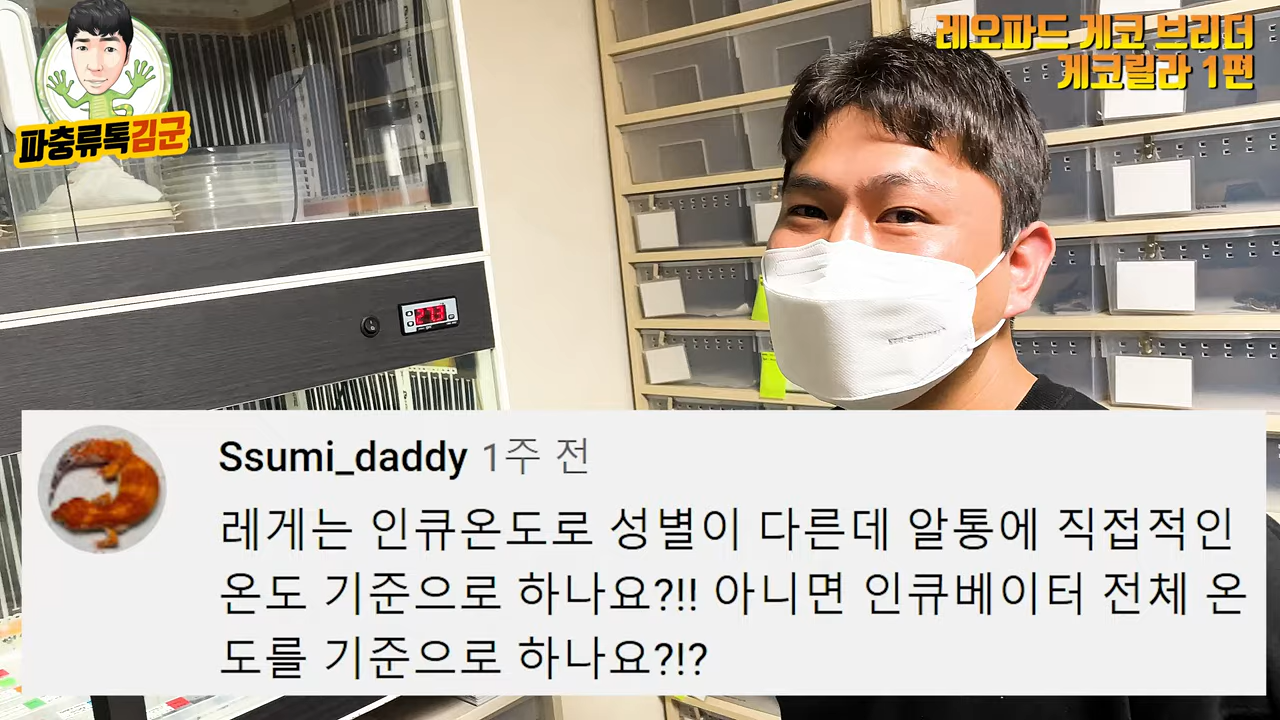 파충류톡김군
레오파드 게코 브리더
게코릴라 1편
Ssumi_daddy 1주 전
레게는 인큐온도로 성별이 다른데 알통에 직접적인
온도 기준으로 하나요?!! 아니면 인큐베이터 전체 온
도를 기준으로 하나요?!?